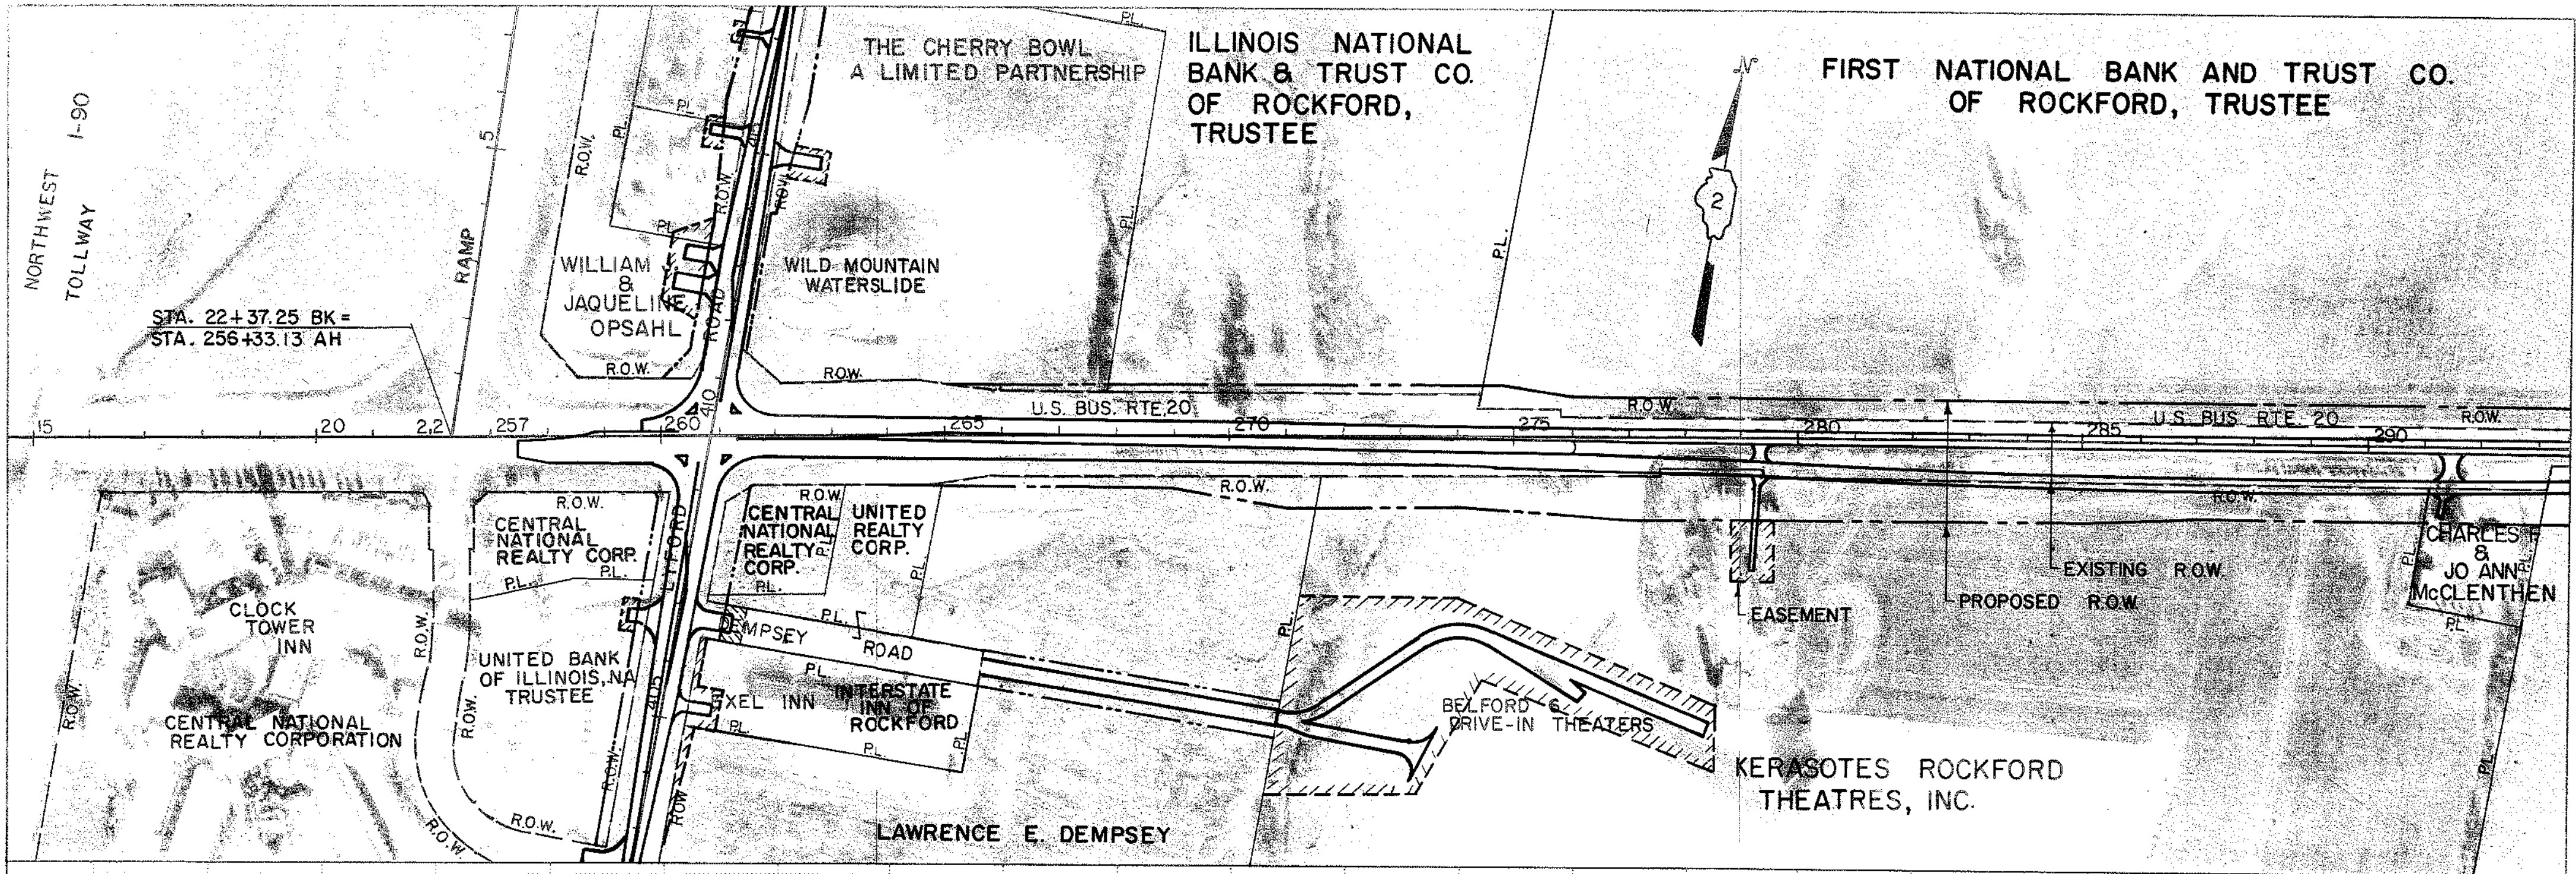 NORTHWEST
TOLLWAY
I-90
RAMP
5
STA. 22+37.25 BK =
STA. 256+33.13 AH
THE CHERRY BOWL
A LIMITED PARTNERSHIP
ILLINOIS NATIONAL
BANK & TRUST CO.
OF ROCKFORD,
TRUSTEE
FIRST NATIONAL BANK AND TRUST CO.
OF ROCKFORD, TRUSTEE
N
2
P.L.
P.L.
P.L.
P.L.
P.L.
P.L.
P.L.
R.O.W.
R.O.W
R.O.W
WILLIAM
&
JAQUELINE
OPSAHL
ROAD
WILD MOUNTAIN
WATERSLIDE
R.O.W.
R.O.W.
R.O.W.
R.O.W.
U.S. BUS. RTE. 20
U.S. BUS RTE. 20
15
20
22
257
260
410
265
270
275
280
285
290
R.O.W.
R.O.W.
R.O.W.
R.O.W.
CENTRAL
NATIONAL
REALTY CORP.
P.L.
P.L.
CENTRAL
NATIONAL
REALTY
CORP.
P.L.
P.L.
UNITED
REALTY
CORP.
P.L.
CLOCK
TOWER
INN
CENTRAL NATIONAL
REALTY CORPORATION
R.O.W.
R.O.W.
R.O.W.
R.O.W.
R.O.W.
R.O.W.
ROW
UNITED BANK
OF ILLINOIS, NA
TRUSTEE
405
P.L.
MPSEY
ROAD
P.L.
XEL INN
INTERSTATE
INN OF
ROCKFORD
P.L.
P.L.
P.L.
LAWRENCE E. DEMPSEY
P.L.
BELFORD
DRIVE-IN THEATERS
KERASOTES ROCKFORD
THEATRES, INC.
EASEMENT
PROPOSED R.O.W.
EXISTING R.O.W.
CHARLES F
&
JO ANN
McCLENTHEN
P.L.
P.L.
P.L.
P.L.